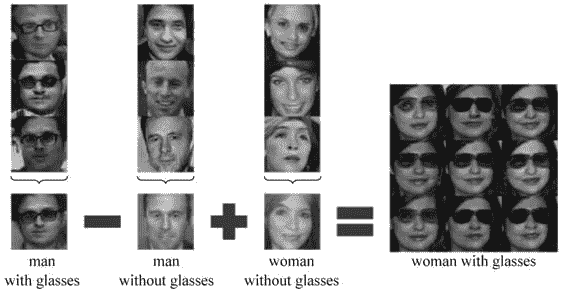 man
with glasses
man
without glasses
woman
without glasses
woman with glasses